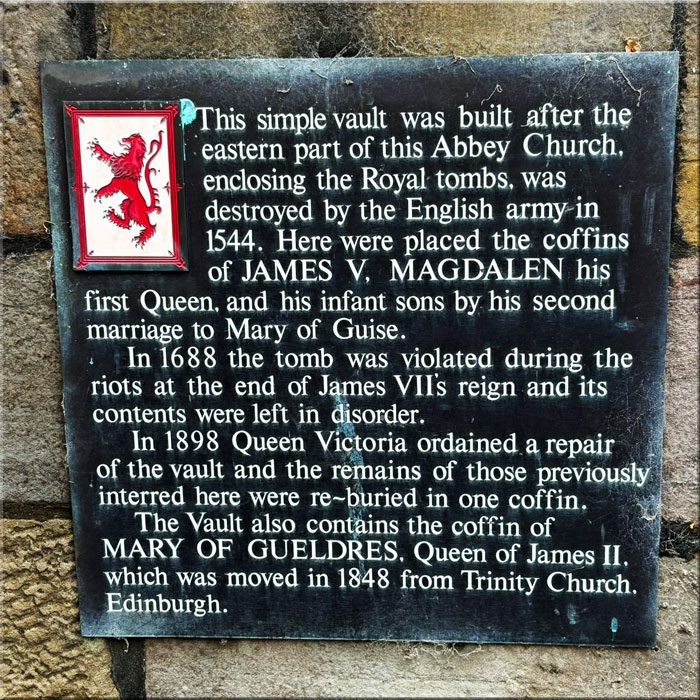 This simple vault was built after the
eastern part of this Abbey Church,
enclosing the Royal tombs, was
destroyed by the English army in
1544. Here were placed the coffins
of JAMES V, MAGDALEN his
first Queen, and his infant sons by his second
marriage to Mary of Guise.
In 1688 the tomb was violated during the
riots at the end of James VII's reign and its
contents were left in disorder.
In 1898 Queen Victoria ordained a repair
of the vault and the remains of those previously
interred here were re~buried in one coffin.
The Vault also contains the coffin of
MARY OF GUELDRES, Queen of James II,
which was moved in 1848 from Trinity Church,
Edinburgh.